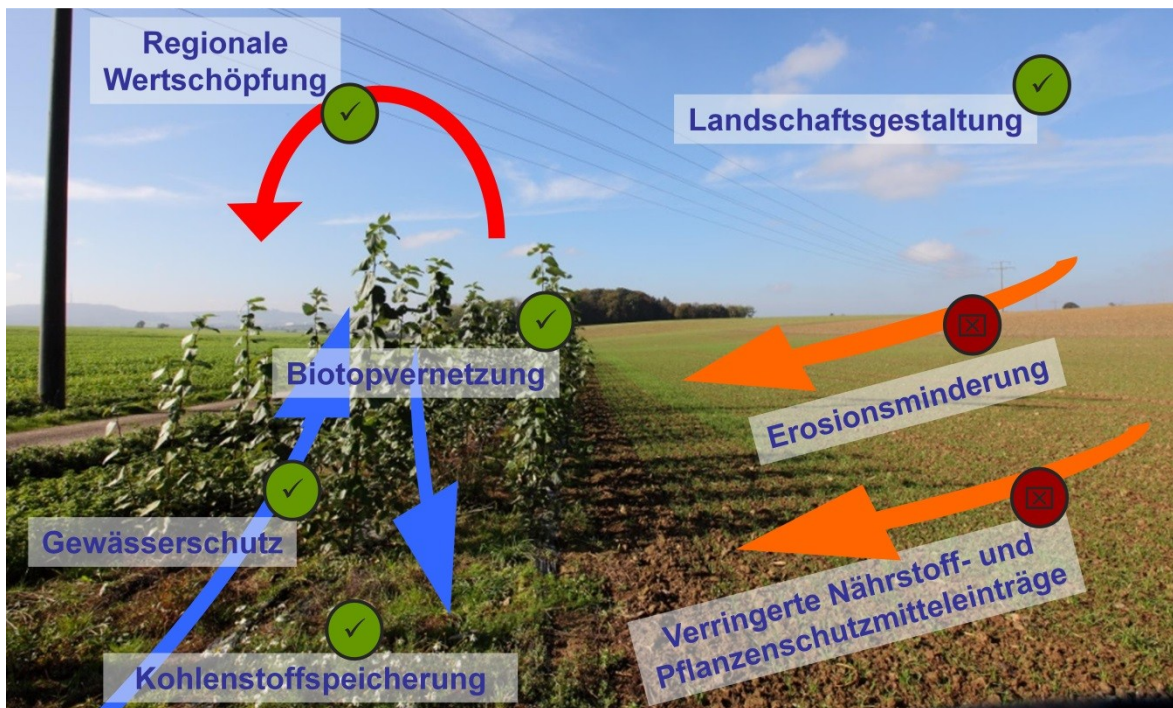 Regionale
Wertschöpfung
Landschaftsgestaltung
Biotopvernetzung
Erosionsminderung
Gewässerschutz
Verringerte Nährstoff- und
Pflanzenschutzmitteleinträge
Kohlenstoffspeicherung